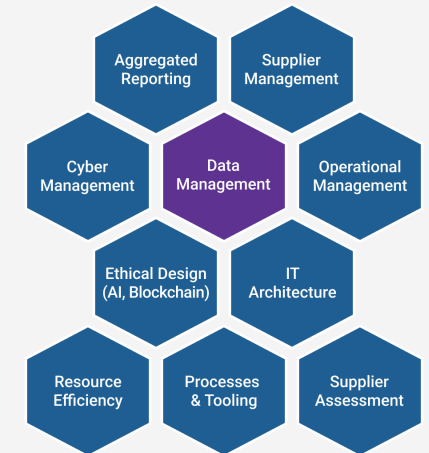 Aggregated
Reporting
Supplier
Management
Cyber
Management
Data
Management
Operational
Management
Ethical Design
(AI, Blockchain)
IT
Architecture
Resource
Efficiency
Processes
& Tooling
Supplier
Assessment